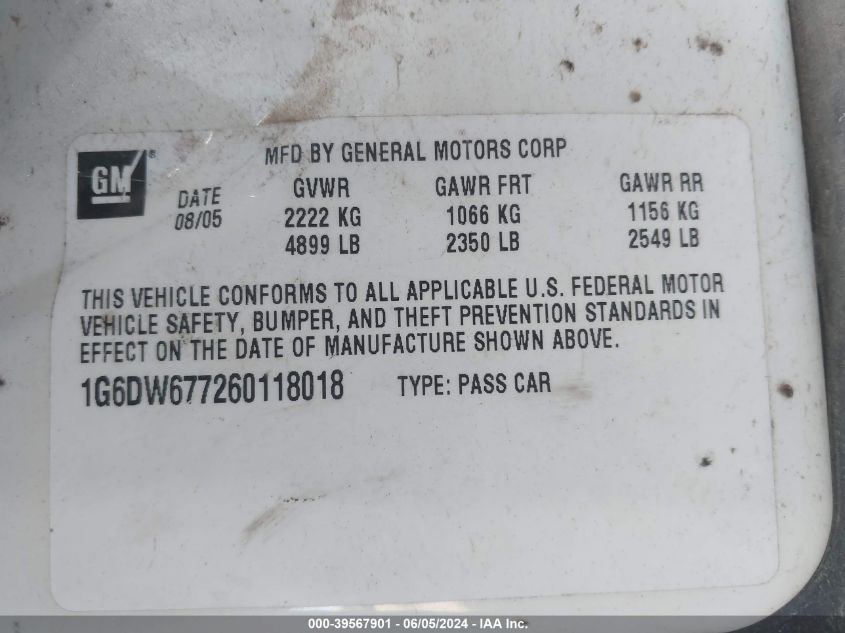 MFD BY GENERAL MOTORS CORP
GM®
DATE GVWR GAWR FRT GAWR RR
08/05 2222 KG 1066 KG 1156 KG
4899 LB 2350 LB 2549 LB
THIS VEHICLE CONFORMS TO ALL APPLICABLE U.S. FEDERAL MOTOR
VEHICLE SAFETY, BUMPER, AND THEFT PREVENTION STANDARDS IN
EFFECT ON THE DATE OF MANUFACTURE SHOWN ABOVE.
1G6DW677260118018 TYPE: PASS CAR
000-39567901 - 06/05/2024 - IAA Inc.